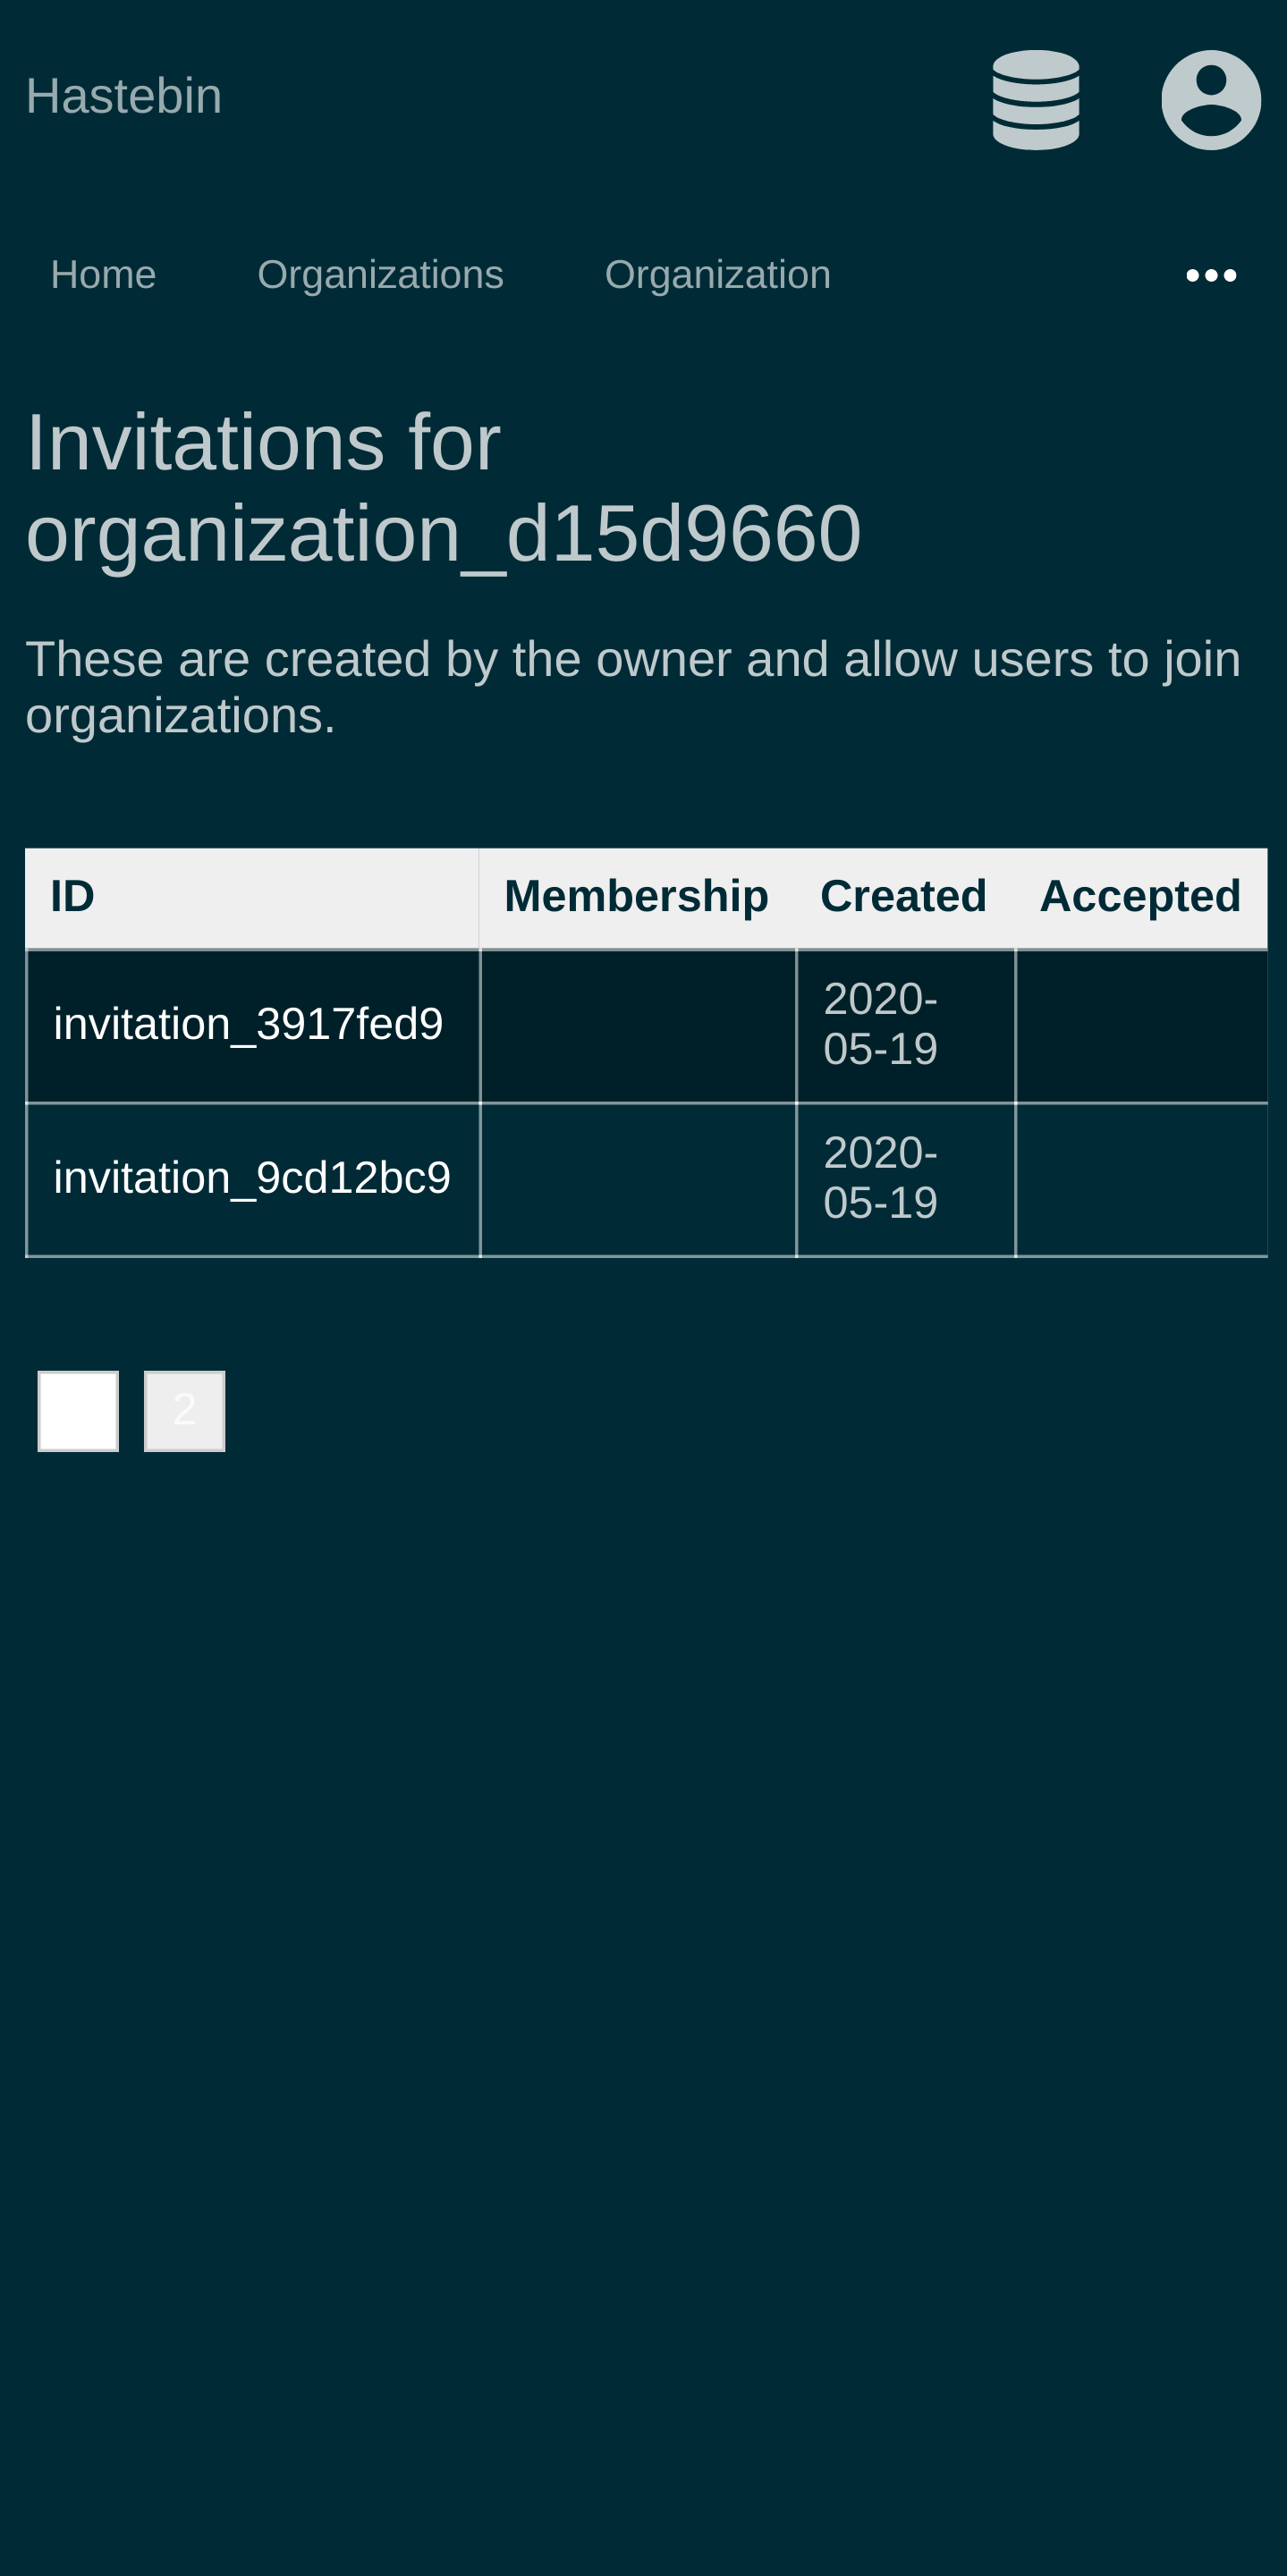 Hastebin
Home Organizations Organization
Invitations for
organization_d15d9660
These are created by the owner and allow users to join
organizations.
ID Membership Created Accepted
invitation_3917fed9 2020-
05-19
invitation_9cd12bc9 2020-
05-19
2